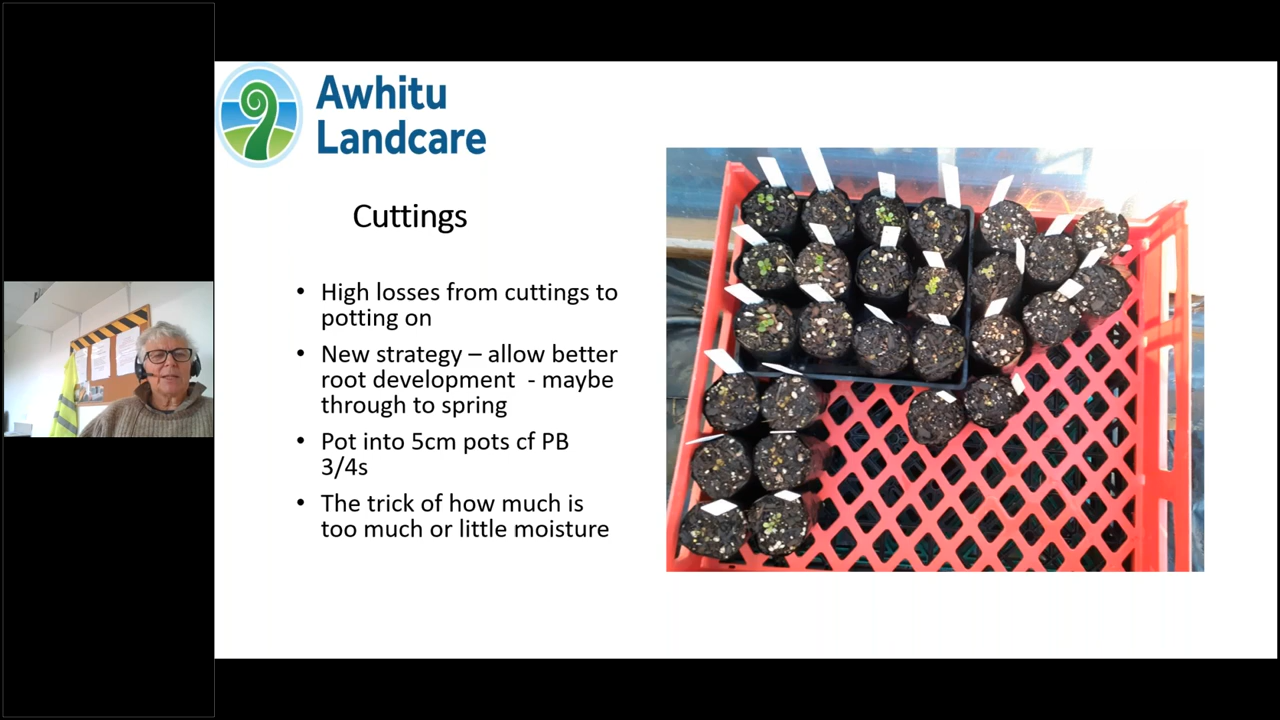 Awhitu
Landcare
Cuttings
• High losses from cuttings to
potting on
• New strategy – allow better
root development - maybe
through to spring
• Pot into 5cm pots cf PB
3/4s
• The trick of how much is
too much or little moisture